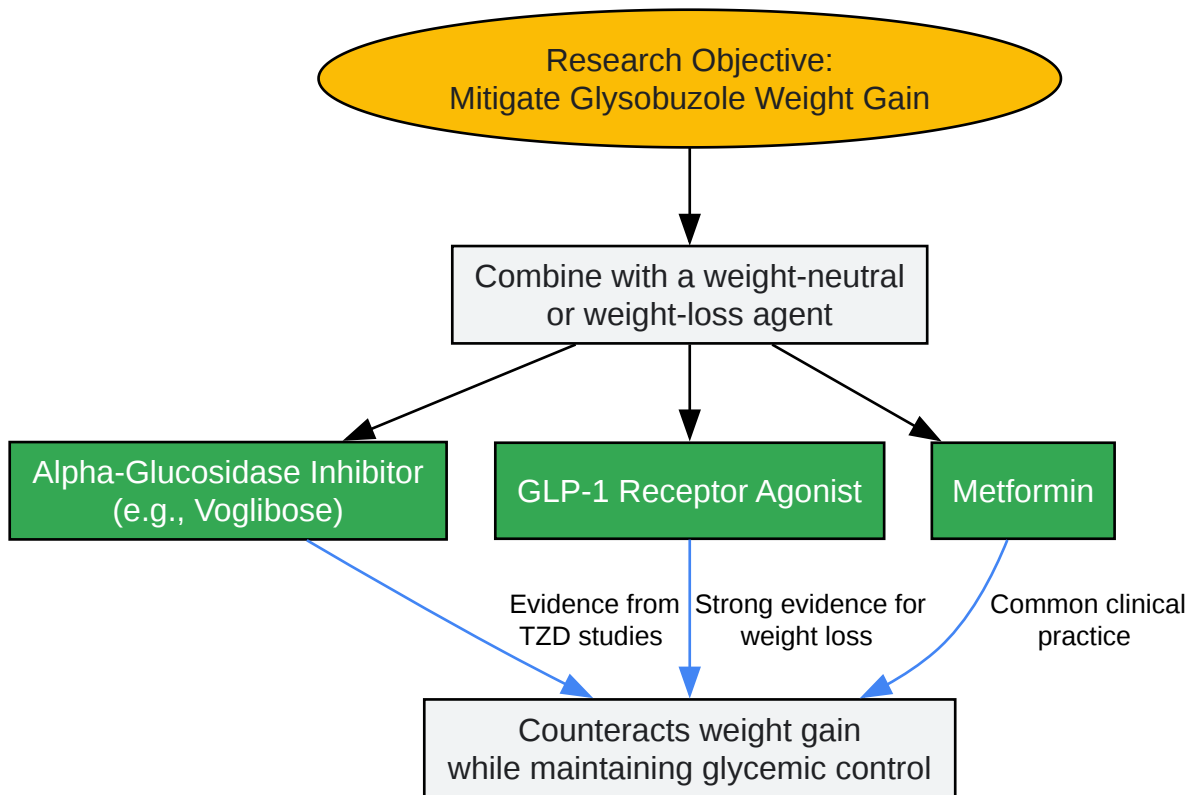 Research Objective:
Mitigate Glysobuzole Weight Gain
Combine with a weight-neutral
or weight-loss agent
Alpha-Glucosidase Inhibitor
(e.g., Voglibose)
GLP-1 Receptor Agonist
Metformin
Evidence from
TZD studies
Strong evidence for
weight loss
Common clinical
practice
Counteracts weight gain
while maintaining glycemic control